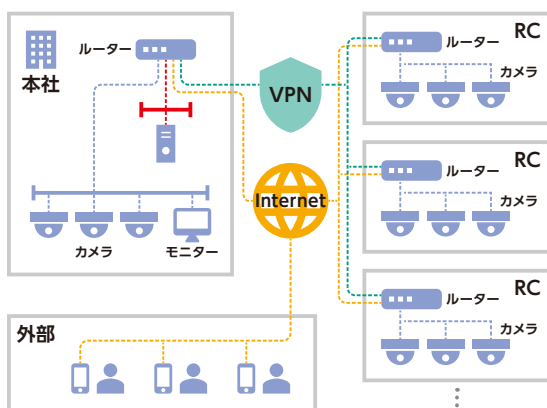 本社
ルーター
カメラ
モニター
VPN
Internet
RC
ルーター
カメラ
RC
ルーター
カメラ
RC
ルーター
カメラ
外部